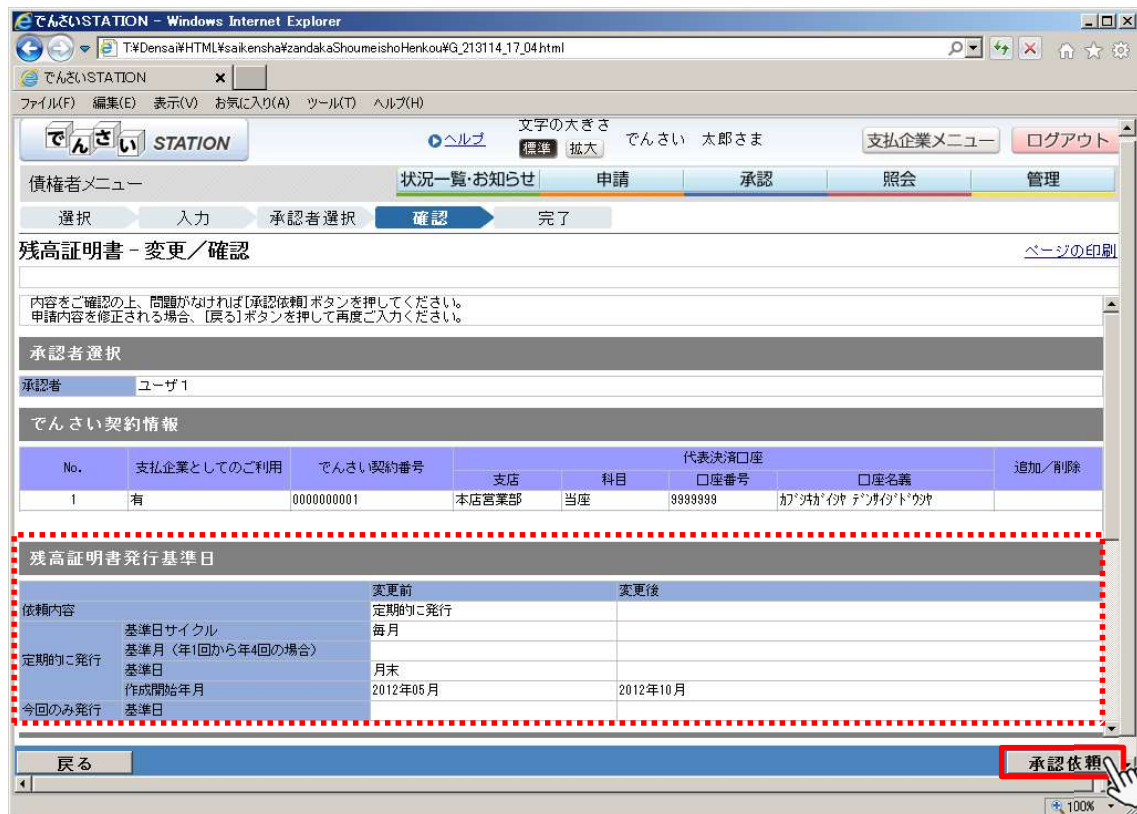 でんさいSTATION - Windows Internet Explorer
T:¥Densai¥HTML¥saikensha¥zandakaShoumeishoHenkou¥G_213114_17_04.html
でんさいSTATION
ファイル(F) 編集(E) 表示(V) お気に入り(A) ツール(T) ヘルプ(H)
でんさい STATION
ヘルプ 文字の大きさ 標準 拡大 でんさい 太郎さま 支払企業メニュー ログアウト
債権者メニュー 状況一覧・お知らせ 申請 承認 照会 管理
選択 入力 承認者選択 確認 完了
残高証明書 - 変更／確認 ページの印刷
内容をご確認の上、問題がなければ[承認依頼]ボタンを押してください。
申請内容を修正される場合、[戻る]ボタンを押して再度ご入力ください。
承認者選択
承認者 ユーザ１
でんさい契約情報
No. 支払企業としてのご利用 でんさい契約番号 代表決済口座 追加／削除
支店 科目 口座番号 口座名義
1 有 0000000001 本店営業部 当座 9999999 ｶﾌﾞｼｷｶﾞｲｼﾔ ﾃﾞﾝｻｲｼﾞﾄﾞｳｼﾔ
残高証明書発行基準日
変更前 変更後
依頼内容 定期的に発行
定期的に発行 基準日サイクル 毎月
基準月（年1回から年4回の場合）
基準日 月末
作成開始年月 2012年05月 2012年10月
今回のみ発行 基準日
戻る 承認依頼
100%